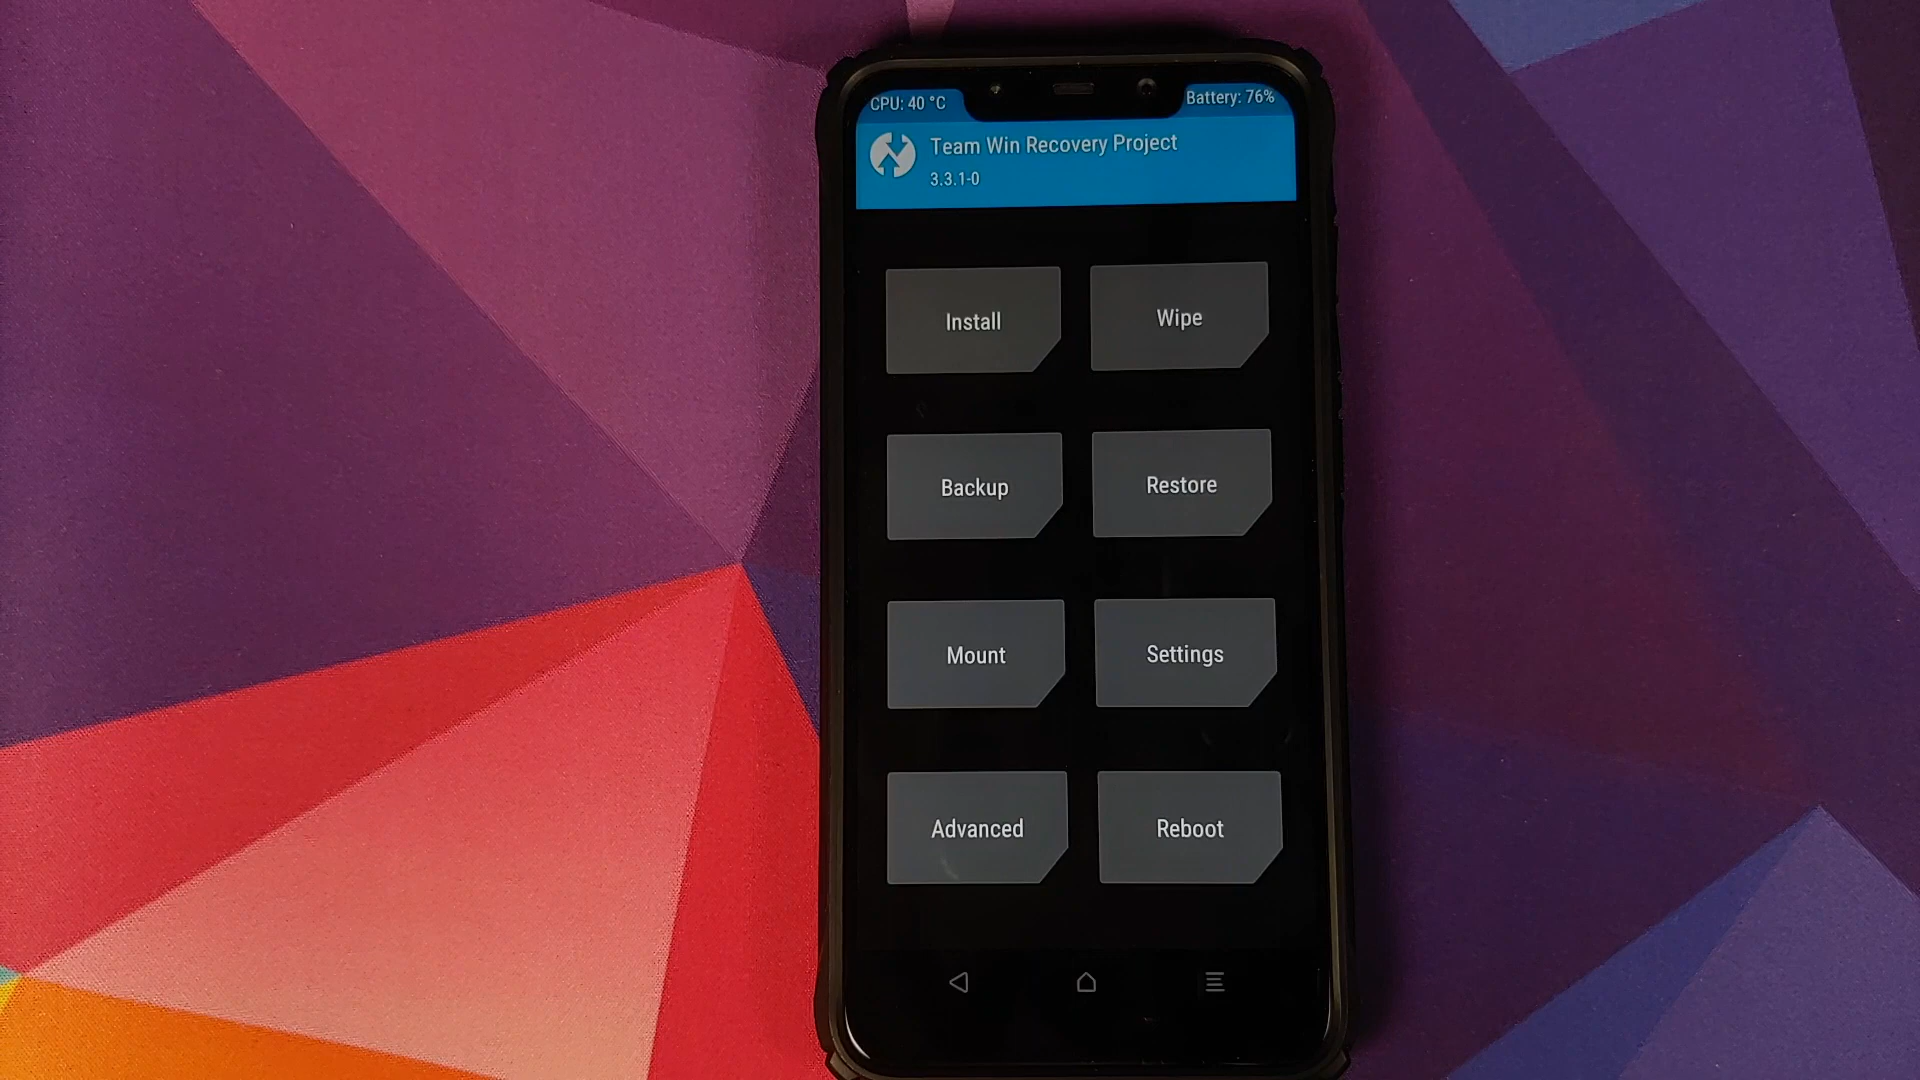 CPU: 40 °C
Battery: 76%
Team Win Recovery Project
3.3.1-0
Install
Wipe
Backup
Restore
Mount
Settings
Advanced
Reboot